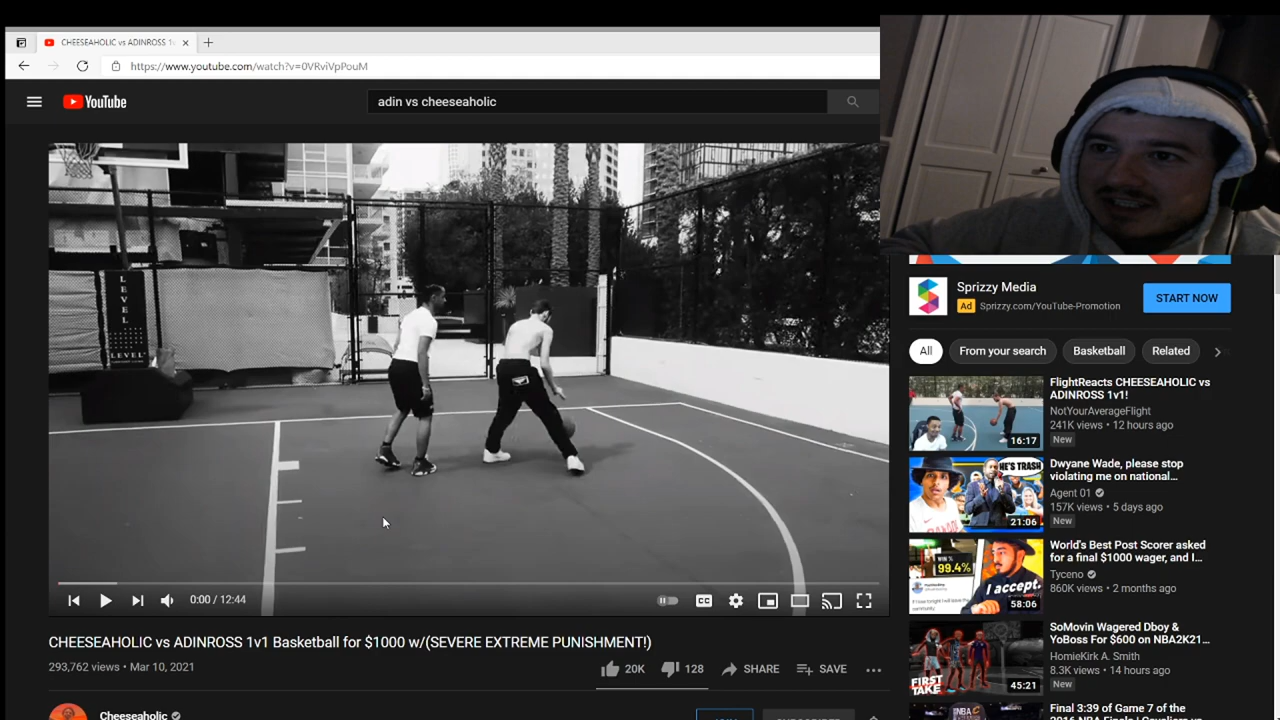 CHEESEAHOLIC vs ADINROSS 1
https://www.youtube.com/watch?v=0VRviVpPouM
YouTube
adin vs cheeseaholic
LEVEL
LEVEL
Sprizzy Media
Ad Sprizzy.com/YouTube-Promotion
START NOW
All
From your search
Basketball
Related
FlightReacts CHEESEAHOLIC vs
ADINROSS 1v1!
NotYourAverageFlight
241K views • 12 hours ago
New
16:17
HE'S TRASH
Dwyane Wade, please stop
violating me on national...
Agent 01
157K views • 5 days ago
New
21:06
WIN %
99.4%
I accept.
World's Best Post Scorer asked
for a final $1000 wager, and I...
Tyceno
860K views • 2 months ago
58:06
FIRST
TAKE
SoMovin Wagered Dboy &
YoBoss For $600 on NBA2K21...
HomieKirk A. Smith
8.3K views • 14 hours ago
New
45:21
NBA
Final 3:39 of Game 7 of the
0:00 / 12:44
CC
CHEESEAHOLIC vs ADINROSS 1v1 Basketball for $1000 w/(SEVERE EXTREME PUNISHMENT!)
293,762 views • Mar 10, 2021
20K
128
SHARE
SAVE
Cheeseaholic